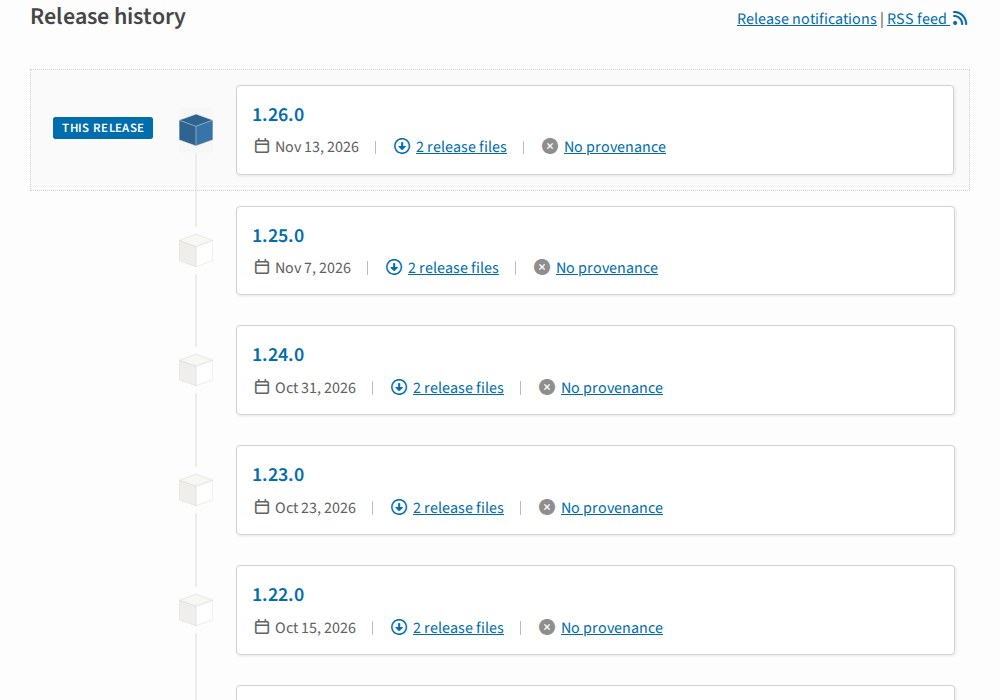 Release history
Release notifications | RSS feed
THIS RELEASE
1.26.0
Nov 13, 2026 | 2 release files | No provenance
1.25.0
Nov 7, 2026 | 2 release files | No provenance
1.24.0
Oct 31, 2026 | 2 release files | No provenance
1.23.0
Oct 23, 2026 | 2 release files | No provenance
1.22.0
Oct 15, 2026 | 2 release files | No provenance